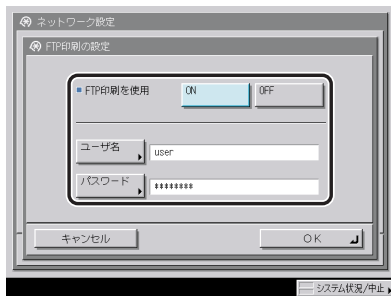 ネットワーク設定
FTP印刷の設定
■ FTP印刷を使用 ON OFF
ユーザ名 user
パスワード ********
キャンセル OK
システム状況/中止